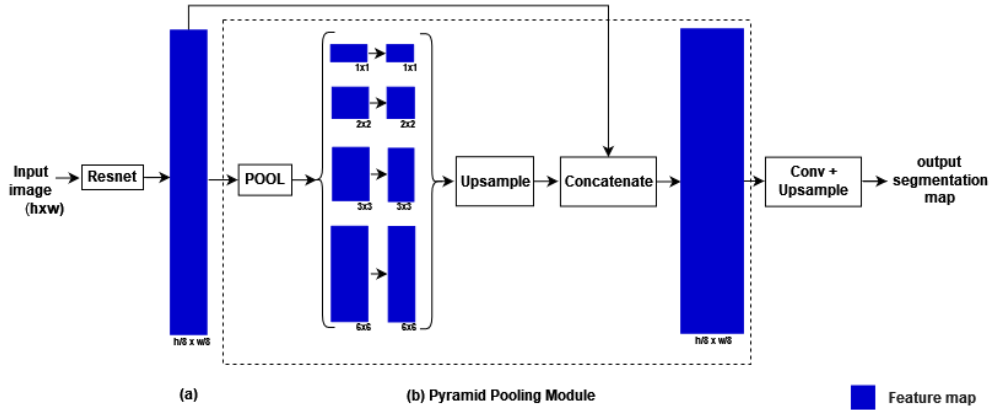 1x1
1x1
2x2
2x2
Input
image
(hxw)
Resnet
POOL
3x3
3x3
Upsample
Concatenate
Conv +
Upsample
output
segmentation
map
6x6
6x6
h/8 x w/8
h/8 x w/8
(a)
(b) Pyramid Pooling Module
Feature map